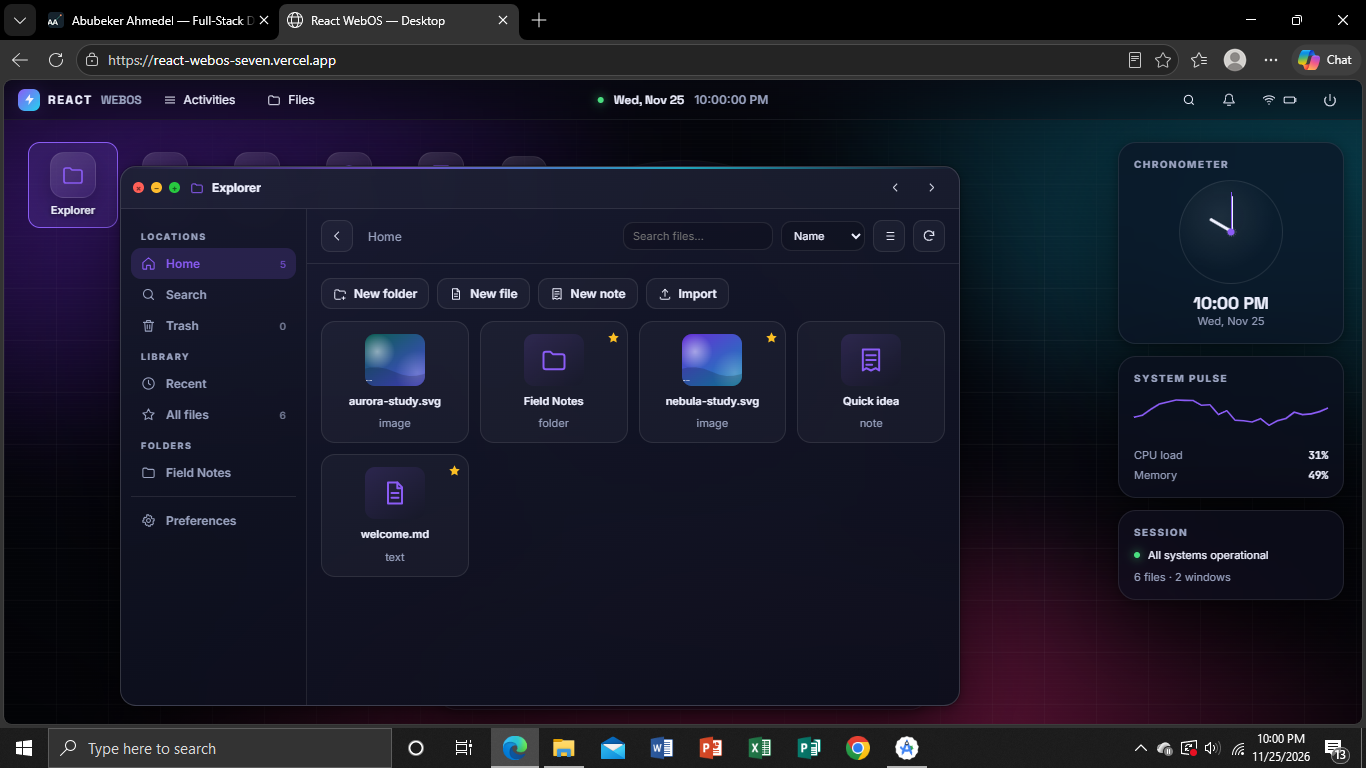 Abubeker Ahmedel — Full-Stack D
React WebOS — Desktop
https://react-webos-seven.vercel.app
Chat
REACT WEBOS
Activities
Files
Wed, Nov 25 10:00:00 PM
Explorer
Explorer
LOCATIONS
Home 5
Search
Trash 0
LIBRARY
Recent
All files 6
FOLDERS
Field Notes
Preferences
Home
Search files...
Name
New folder
New file
New note
Import
aurora-study.svg
image
Field Notes
folder
nebula-study.svg
image
Quick idea
note
welcome.md
text
CHRONOMETER
10:00 PM
Wed, Nov 25
SYSTEM PULSE
CPU load 31%
Memory 49%
SESSION
All systems operational
6 files · 2 windows
Type here to search
10:00 PM
11/25/2026
13